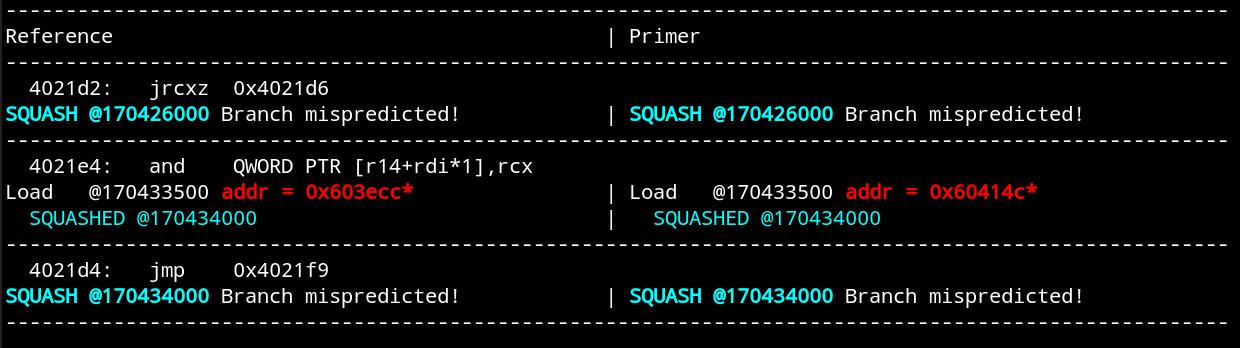 ------------------------------------------------------------------------------------------------------
Reference                                         | Primer
------------------------------------------------------------------------------------------------------
  4021d2:   jrcxz  0x4021d6
SQUASH @170426000 Branch mispredicted!            | SQUASH @170426000 Branch mispredicted!
------------------------------------------------------------------------------------------------------
  4021e4:   and    QWORD PTR [r14+rdi*1],rcx
Load   @170433500 addr = 0x603ecc*                | Load   @170433500 addr = 0x60414c*
  SQUASHED @170434000                             |   SQUASHED @170434000
------------------------------------------------------------------------------------------------------
  4021d4:   jmp    0x4021f9
SQUASH @170434000 Branch mispredicted!            | SQUASH @170434000 Branch mispredicted!
------------------------------------------------------------------------------------------------------